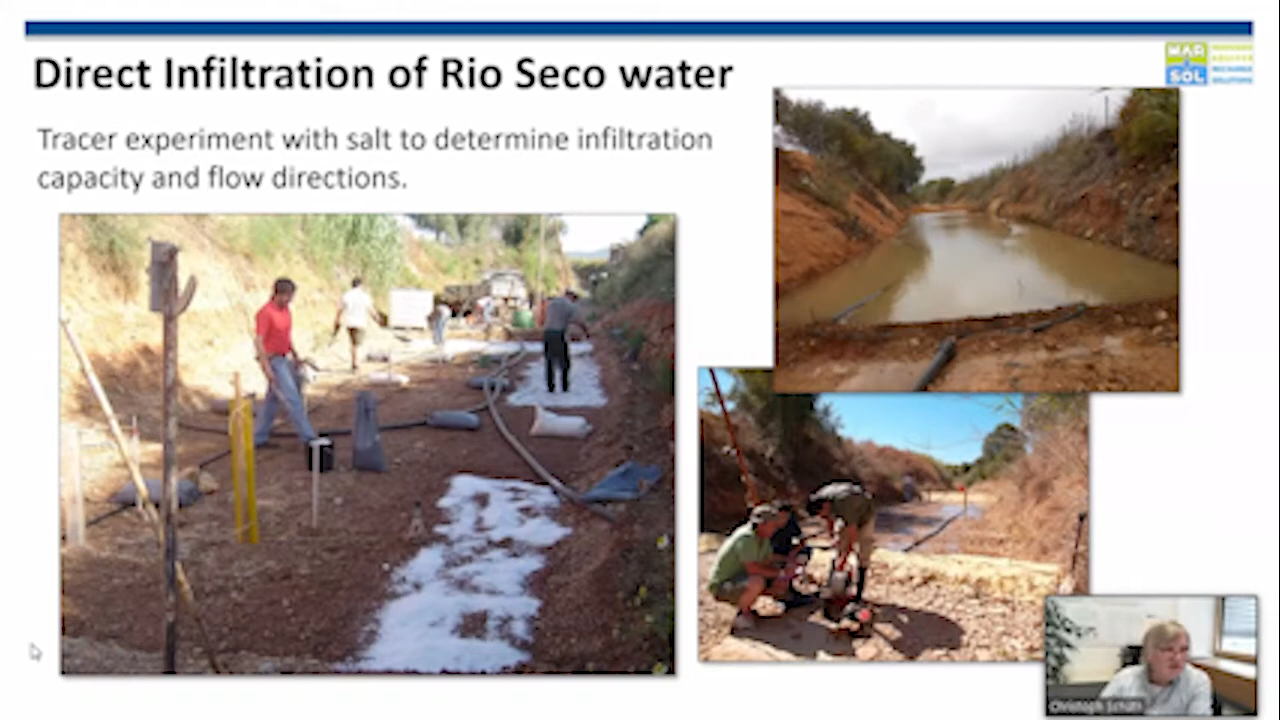 Direct Infiltration of Rio Seco water
MAR
SOL
Tracer experiment with salt to determine infiltration
capacity and flow directions.
Christoph